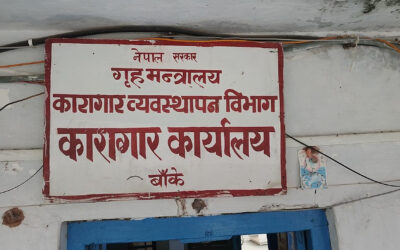 नेपाल सरकार
गृह मन्त्रालय
कारागार व्यवस्थापन विभाग
कारागार कार्यालय
बाँके